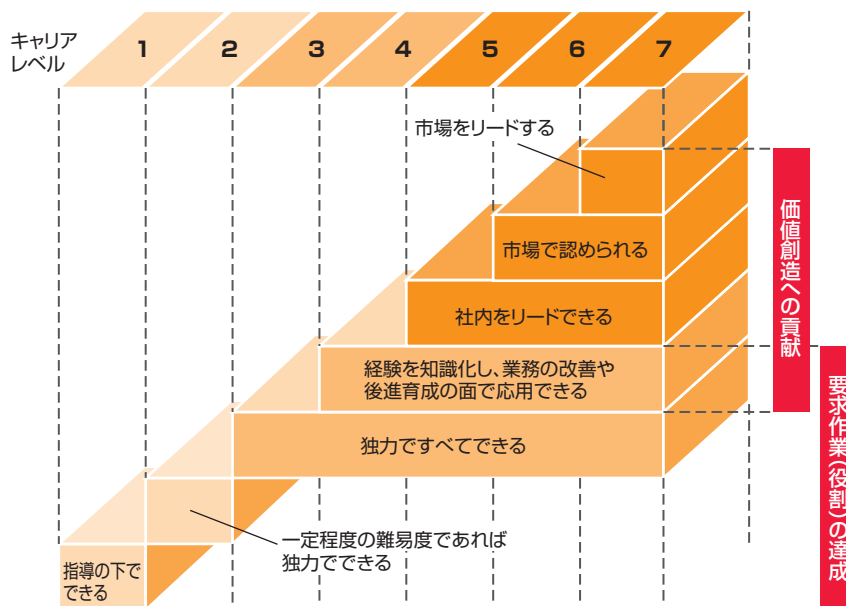 キャリア
レベル
1
2
3
4
5
6
7
市場をリードする
市場で認められる
社内をリードできる
経験を知識化し、業務の改善や
後進育成の面で応用できる
独力ですべてできる
一定程度の難易度であれば
独力でできる
指導の下で
できる
価値創造への貢献
要求作業(役割)の達成